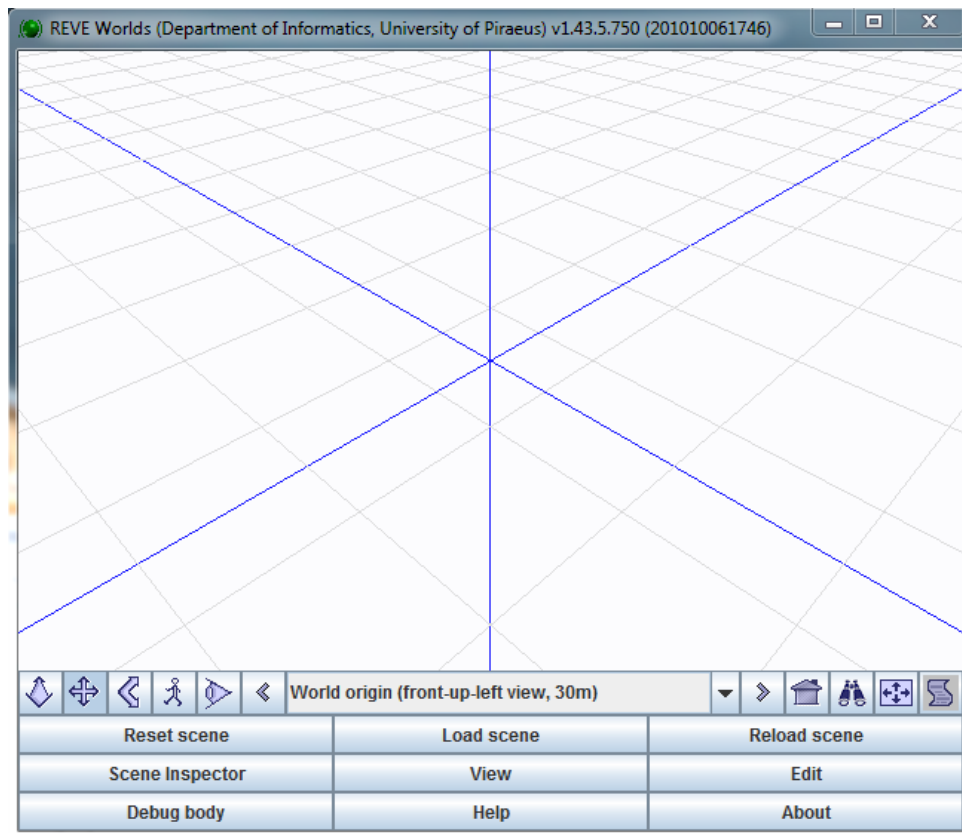 REVE Worlds (Department of Informatics, University of Piraeus) v1.43.5.750 (201010061746)
World origin (front-up-left view, 30m)
Reset scene Load scene Reload scene
Scene Inspector View Edit
Debug body Help About